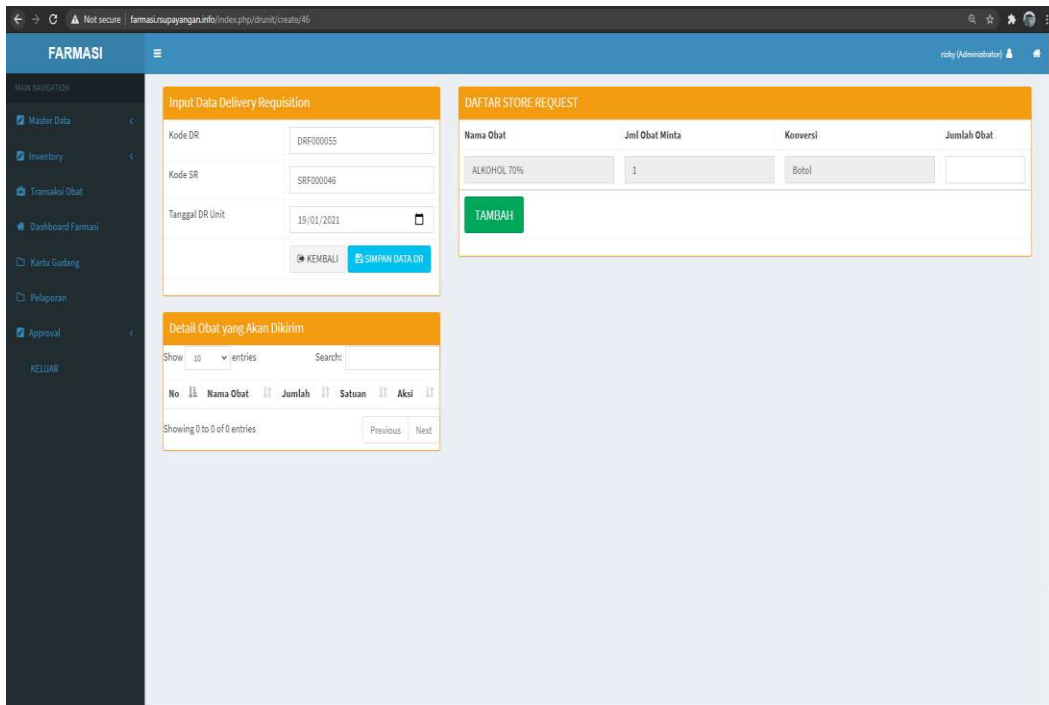 Not secure | farmasi.rsupayangan.info/index.php/drunit/create/46
FARMASI
rizky (Administrator)
MAIN NAVIGATION
Master Data
Inventory
Transaksi Obat
Dashboard Farmasi
Kartu Gudang
Pelaporan
Approval
KELUAR
Input Data Delivery Requisition
Kode DR DRF000055
Kode SR SRF000046
Tanggal DR Unit 19/01/2021
KEMBALI SIMPAN DATA DR
DAFTAR STORE REQUEST
Nama Obat Jml Obat Minta Konversi Jumlah Obat
ALKOHOL 70% 1 Botol
TAMBAH
Detail Obat yang Akan Dikirim
Show 10 entries Search:
No Nama Obat Jumlah Satuan Aksi
Showing 0 to 0 of 0 entries Previous Next